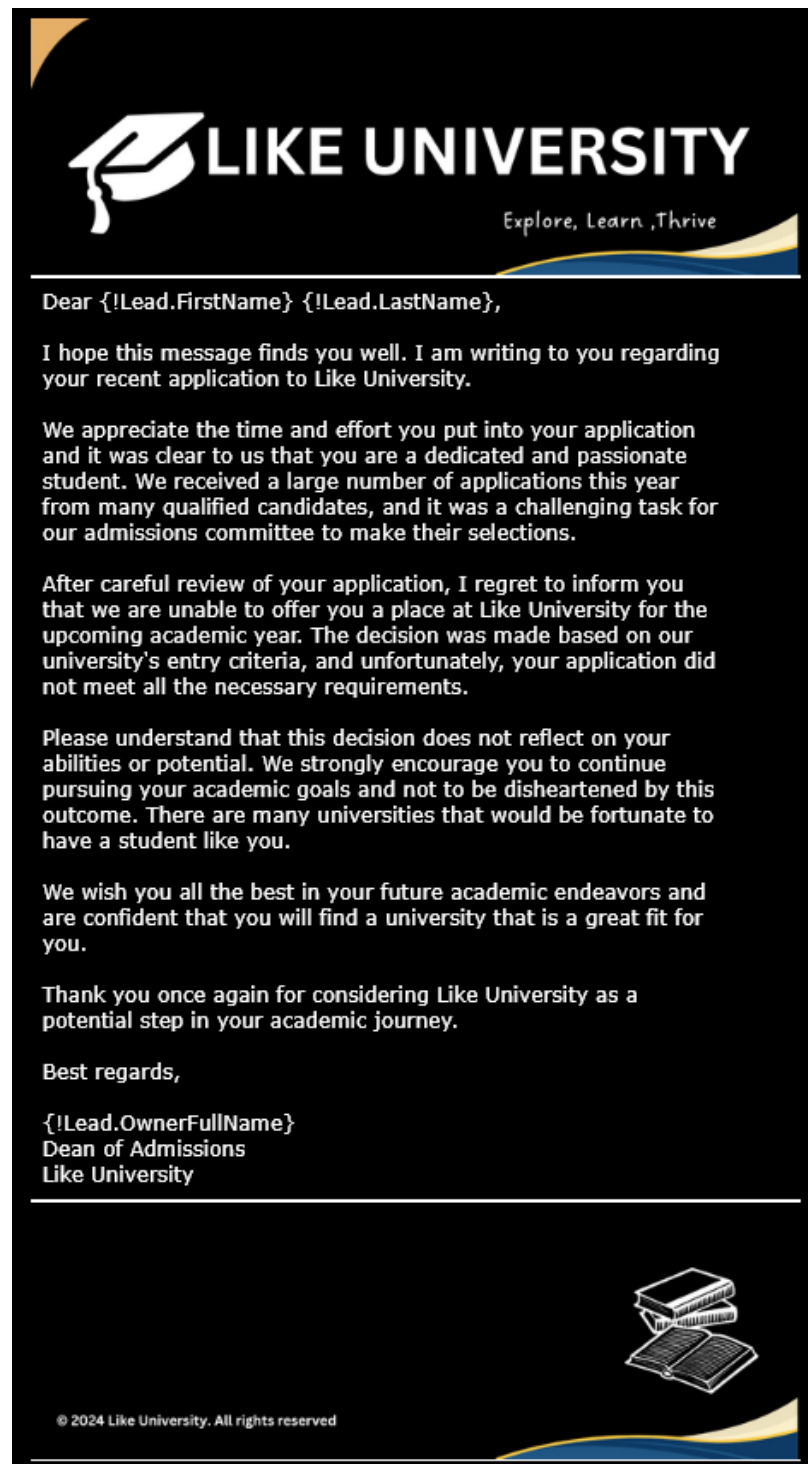 LIKE UNIVERSITY
Explore, Learn ,Thrive
Dear {!Lead.FirstName} {!Lead.LastName},
I hope this message finds you well. I am writing to you regarding
your recent application to Like University.
We appreciate the time and effort you put into your application
and it was clear to us that you are a dedicated and passionate
student. We received a large number of applications this year
from many qualified candidates, and it was a challenging task for
our admissions committee to make their selections.
After careful review of your application, I regret to inform you
that we are unable to offer you a place at Like University for the
upcoming academic year. The decision was made based on our
university's entry criteria, and unfortunately, your application did
not meet all the necessary requirements.
Please understand that this decision does not reflect on your
abilities or potential. We strongly encourage you to continue
pursuing your academic goals and not to be disheartened by this
outcome. There are many universities that would be fortunate to
have a student like you.
We wish you all the best in your future academic endeavors and
are confident that you will find a university that is a great fit for
you.
Thank you once again for considering Like University as a
potential step in your academic journey.
Best regards,
{!Lead.OwnerFullName}
Dean of Admissions
Like University
© 2024 Like University. All rights reserved